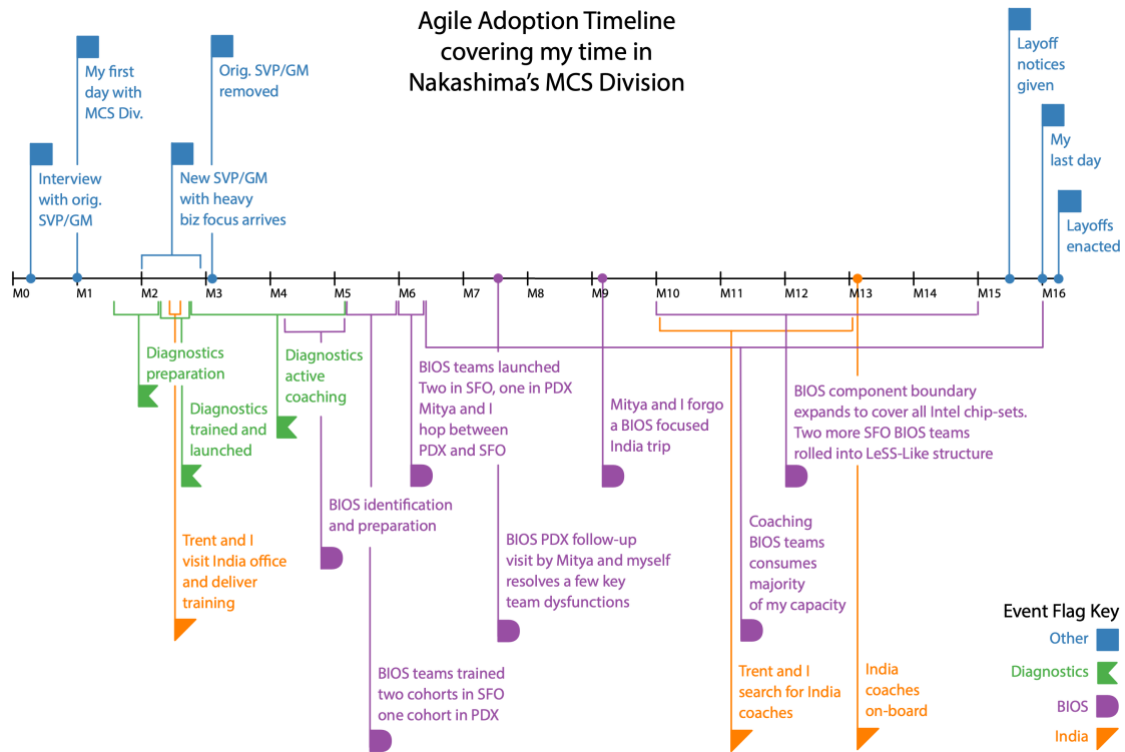 Agile Adoption Timeline
covering my time in
Nakashima's MCS Division
Interview
with orig.
SVP/GM
My first
day with
MCS Div.
New SVP/GM
with heavy
biz focus arrives
Orig. SVP/GM
removed
Layoff
notices
given
My
last day
Layoffs
enacted
M0
M1
M2
M3
M4
M5
M6
M7
M8
M9
M10
M11
M12
M13
M14
M15
M16
Diagnostics
preparation
Diagnostics
trained and
launched
Trent and I
visit India office
and deliver
training
Diagnostics
active
coaching
BIOS identification
and preparation
BIOS teams trained
two cohorts in SFO
one cohort in PDX
BIOS teams launched
Two in SFO, one in PDX
Mitya and I
hop between
PDX and SFO
BIOS PDX follow-up
visit by Mitya and myself
resolves a few key
team dysfunctions
Mitya and I forgo
a BIOS focused
India trip
Trent and I
search for India
coaches
Coaching
BIOS teams
consumes
majority
of my capacity
BIOS component boundary
expands to cover all Intel chip-sets.
Two more SFO BIOS teams
rolled into LeSS-Like structure
India
coaches
on-board
Event Flag Key
Other
Diagnostics
BIOS
India